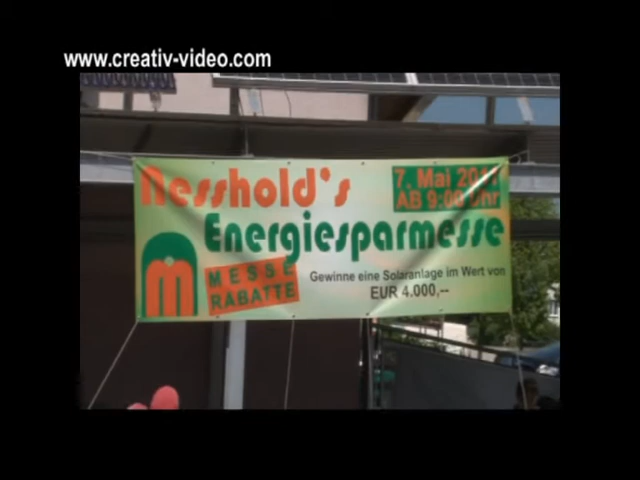 www.creativ-video.com
Nesshold's
7. Mai 2011
AB 9:00 Uhr
Energiesparmesse
m
MESSE
RABATTE
Gewinne eine Solaranlage im Wert von
EUR 4.000,--